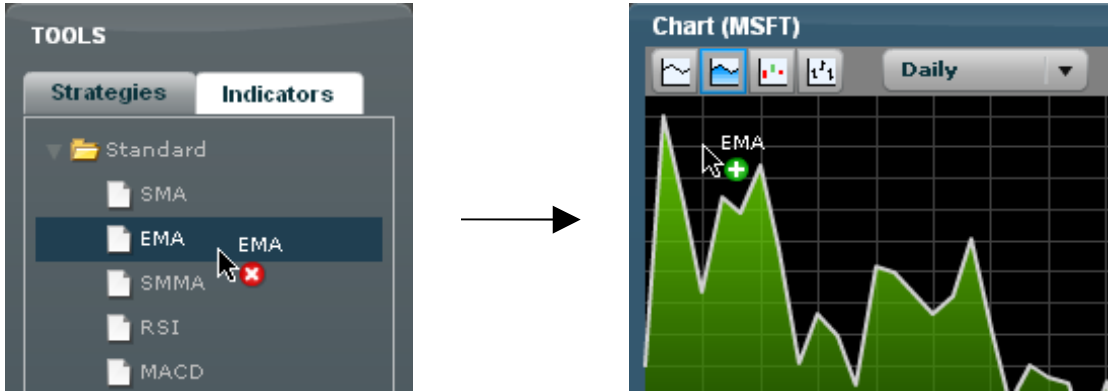 TOOLS
Strategies Indicators
Standard
SMA
EMA EMA
SMMA
RSI
MACD
Chart (MSFT)
Daily
EMA